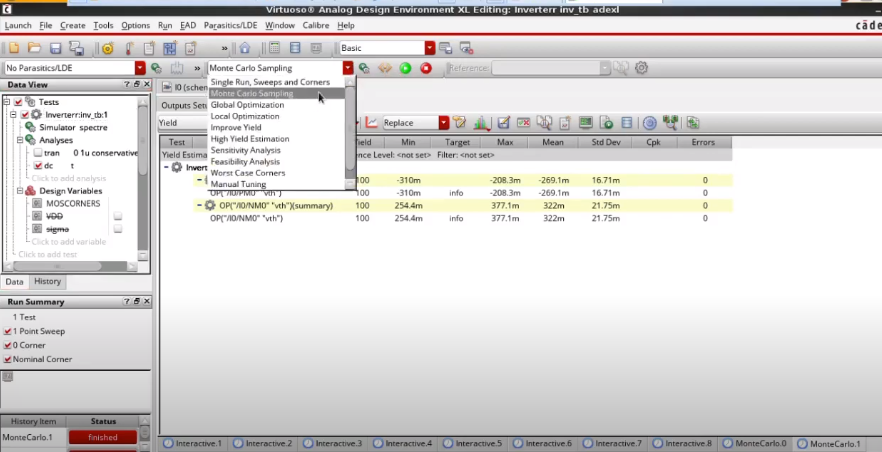 Virtuoso® Analog Design Environment XL Editing: Inverterr inv_tb adexl
Launch File Create Tools Options Run EAD Parasitics/LDE Window Calibre Help
cāde
Basic
No Parasitics/LDE
»
Monte Carlo Sampling
Reference:
Single Run, Sweeps and Corners
Monte Carlo Sampling
Global Optimization
Local Optimization
Improve Yield
High Yield Estimation
Sensitivity Analysis
Feasibility Analysis
Worst Case Corners
Manual Tuning
Data View
Tests
Inverterr:inv_tb:1
Simulator spectre
Analyses
tran 0 1u conservative
dc t
Click to add analysis
Design Variables
MOSCORNERS
VDD
sigma
Click to add variable
Click to add test
Data History
Run Summary
1 Test
1 Point Sweep
0 Corner
Nominal Corner
History Item Status
MonteCarlo.1 finished
I0 (schem
Outputs Set
Yield
Replace
Test Yield Min Target Max Mean Std Dev Cpk Errors
Yield Estima ence Level: <not set> Filter: <not set>
Invert
100 -310m -208.3m -269.1m 16.71m 0
OP("/I0/PM0" "vth") 100 -310m info -208.3m -269.1m 16.71m 0
OP("/I0/NM0" "vth")(summary) 100 254.4m 377.1m 322m 21.75m 0
OP("/I0/NM0" "vth") 100 254.4m info 377.1m 322m 21.75m 0
Interactive.1 Interactive.2 Interactive.3 Interactive.4 Interactive.5 Interactive.6 Interactive.7 Interactive.8 MonteCarlo.0 MonteCarlo.1